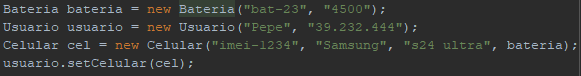 Bateria bateria = new Bateria("bat-23", "4500");
Usuario usuario = new Usuario("Pepe", "39.232.444");
Celular cel = new Celular("imei-1234", "Samsung", "s24 ultra", bateria);
usuario.setCelular(cel);